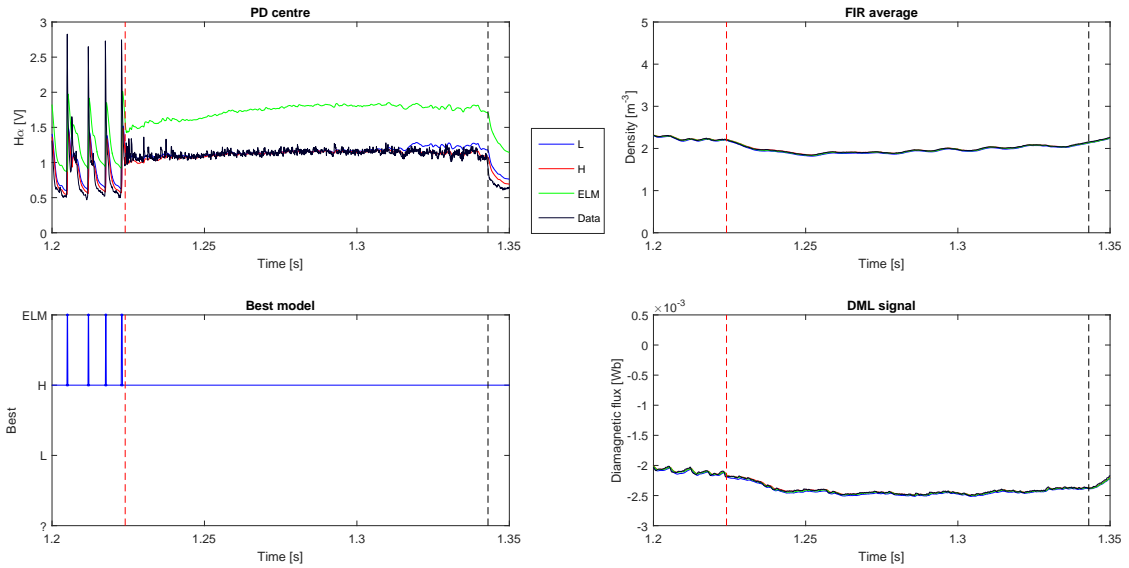 PD centre
3
2.5
2
1.5
1
0.5
0
Hα [V]
1.2
1.25
1.3
1.35
Time [s]
L
H
ELM
Data
FIR average
5
4
3
2
1
0
Density [m⁻³]
1.2
1.25
1.3
1.35
Time [s]
Best model
ELM
H
L
?
Best
1.2
1.25
1.3
1.35
Time [s]
DML signal
×10⁻³
0.5
0
-0.5
-1
-1.5
-2
-2.5
-3
Diamagnetic flux [Wb]
1.2
1.25
1.3
1.35
Time [s]